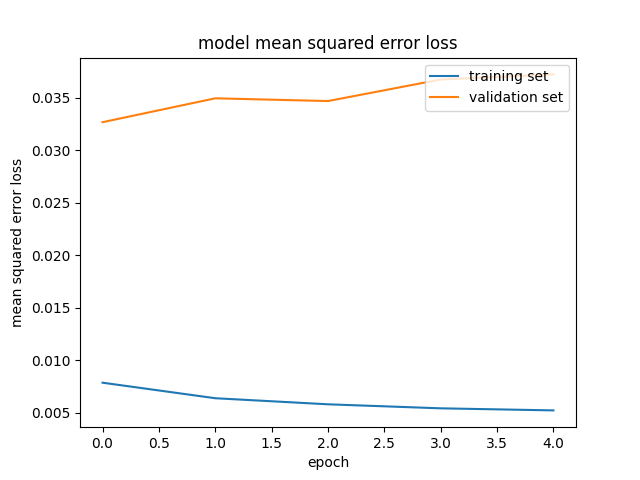 model mean squared error loss
training set
validation set
0.035
0.030
0.025
0.020
0.015
0.010
0.005
mean squared error loss
0.0 0.5 1.0 1.5 2.0 2.5 3.0 3.5 4.0
epoch